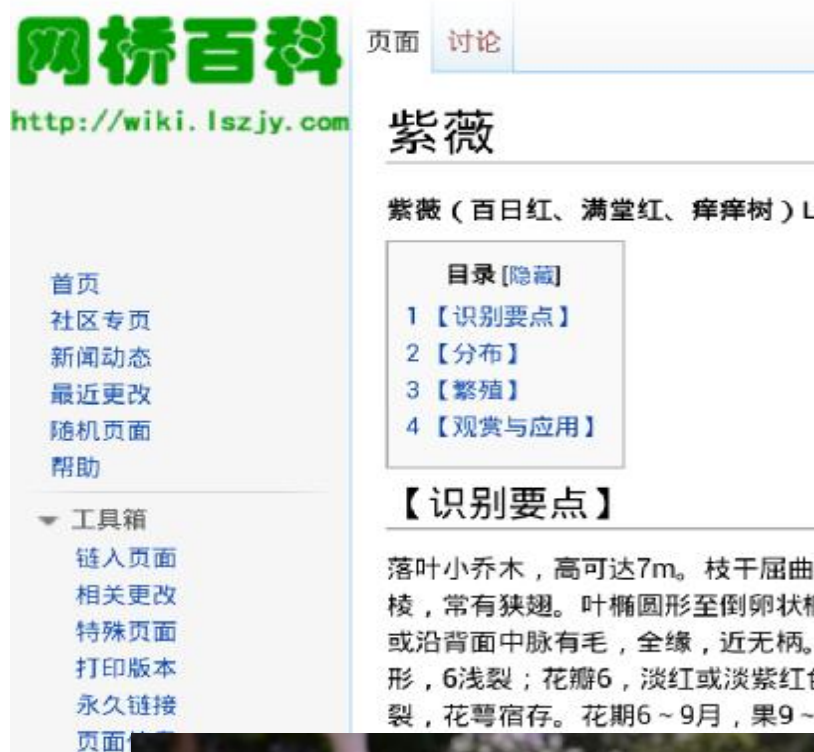 网桥百科
http://wiki.lszjy.com
页面 讨论
紫薇
紫薇（百日红、满堂红、痒痒树）L
目录 [隐藏]
1 【识别要点】
2 【分布】
3 【繁殖】
4 【观赏与应用】
首页
社区专页
新闻动态
最近更改
随机页面
帮助
工具箱
链入页面
相关更改
特殊页面
打印版本
永久链接
页面
【识别要点】
落叶小乔木，高可达7m。枝干屈曲
棱，常有狭翅。叶椭圆形至倒卵状
或沿背面中脉有毛，全缘，近无柄。
形，6浅裂；花瓣6，淡红或淡紫红
裂，花萼宿存。花期6～9月，果9～